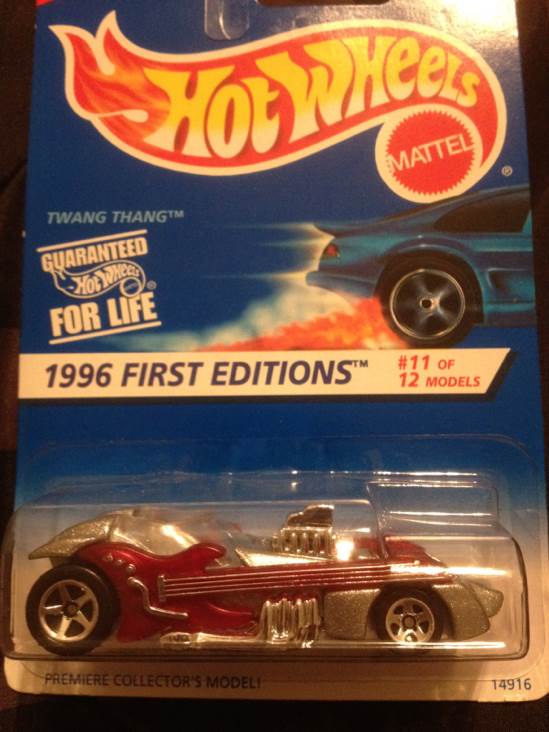 HOT WHEELS
®
MATTEL
TWANG THANG™
GUARANTEED
Hot Wheels ®
FOR LIFE
1996 FIRST EDITIONS™
#11 OF
12 MODELS
PREMIERE COLLECTOR'S MODEL!
14916